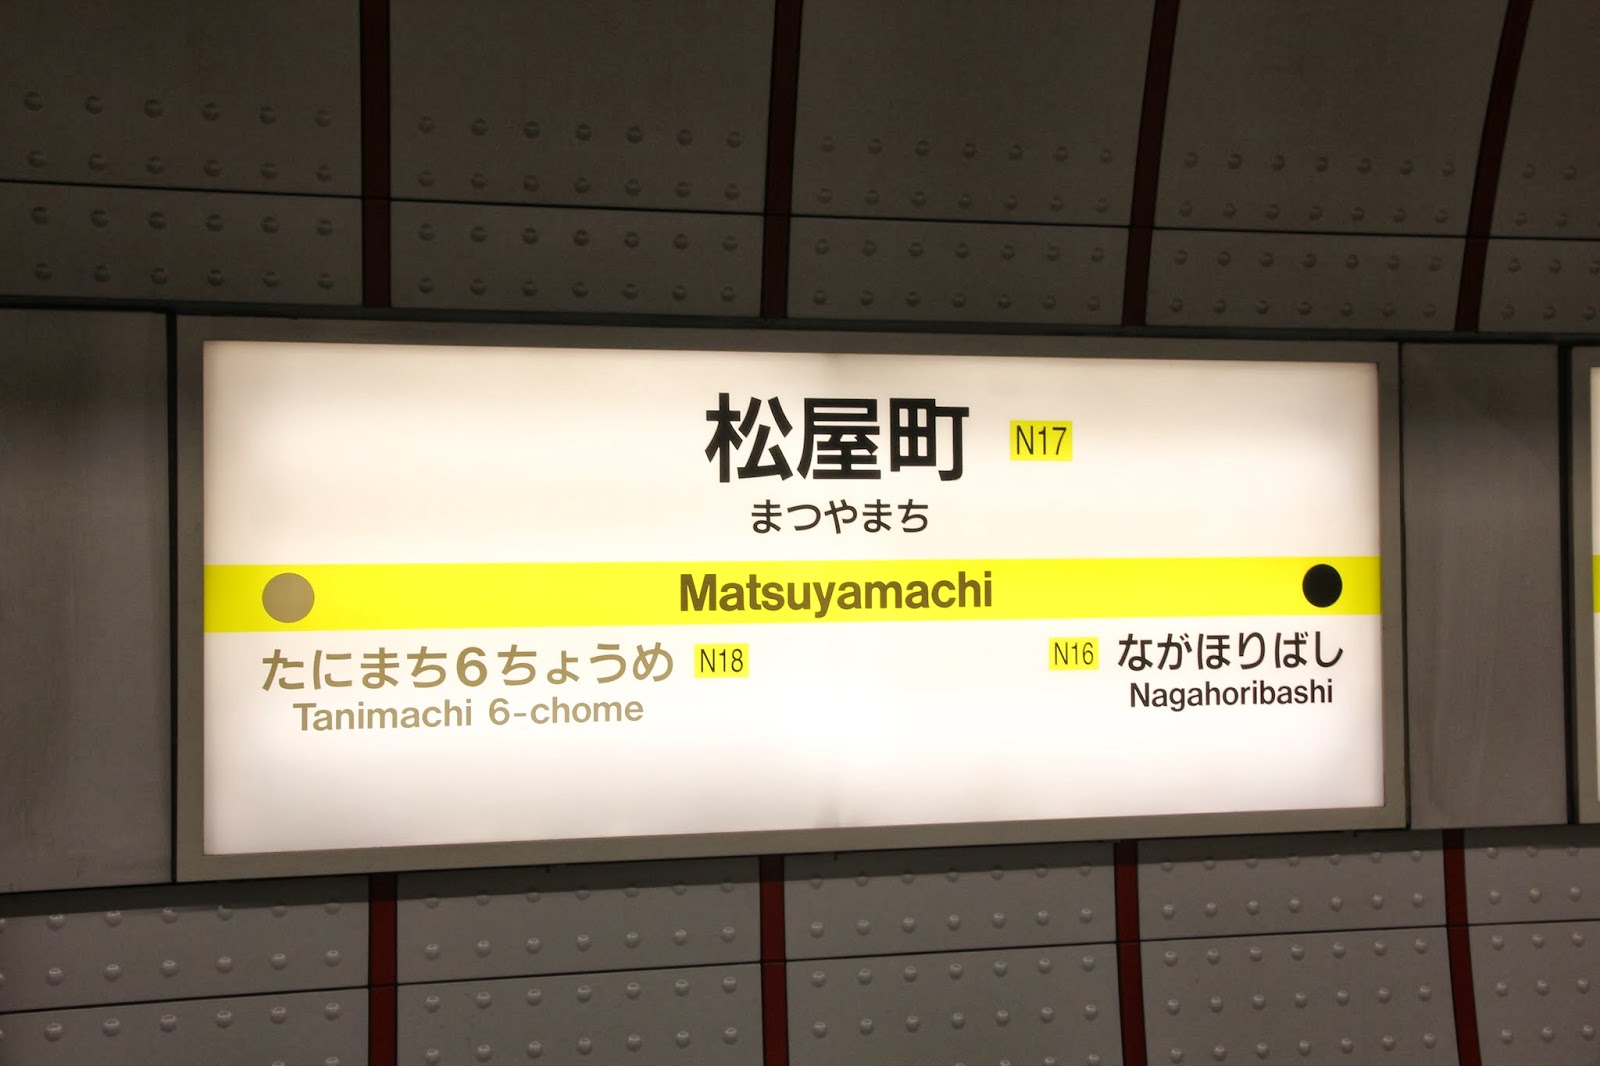 松屋町 N17
まつやまち
Matsuyamachi
たにまち6ちょうめ N18
Tanimachi 6-chome
N16 ながほりばし
Nagahoribashi